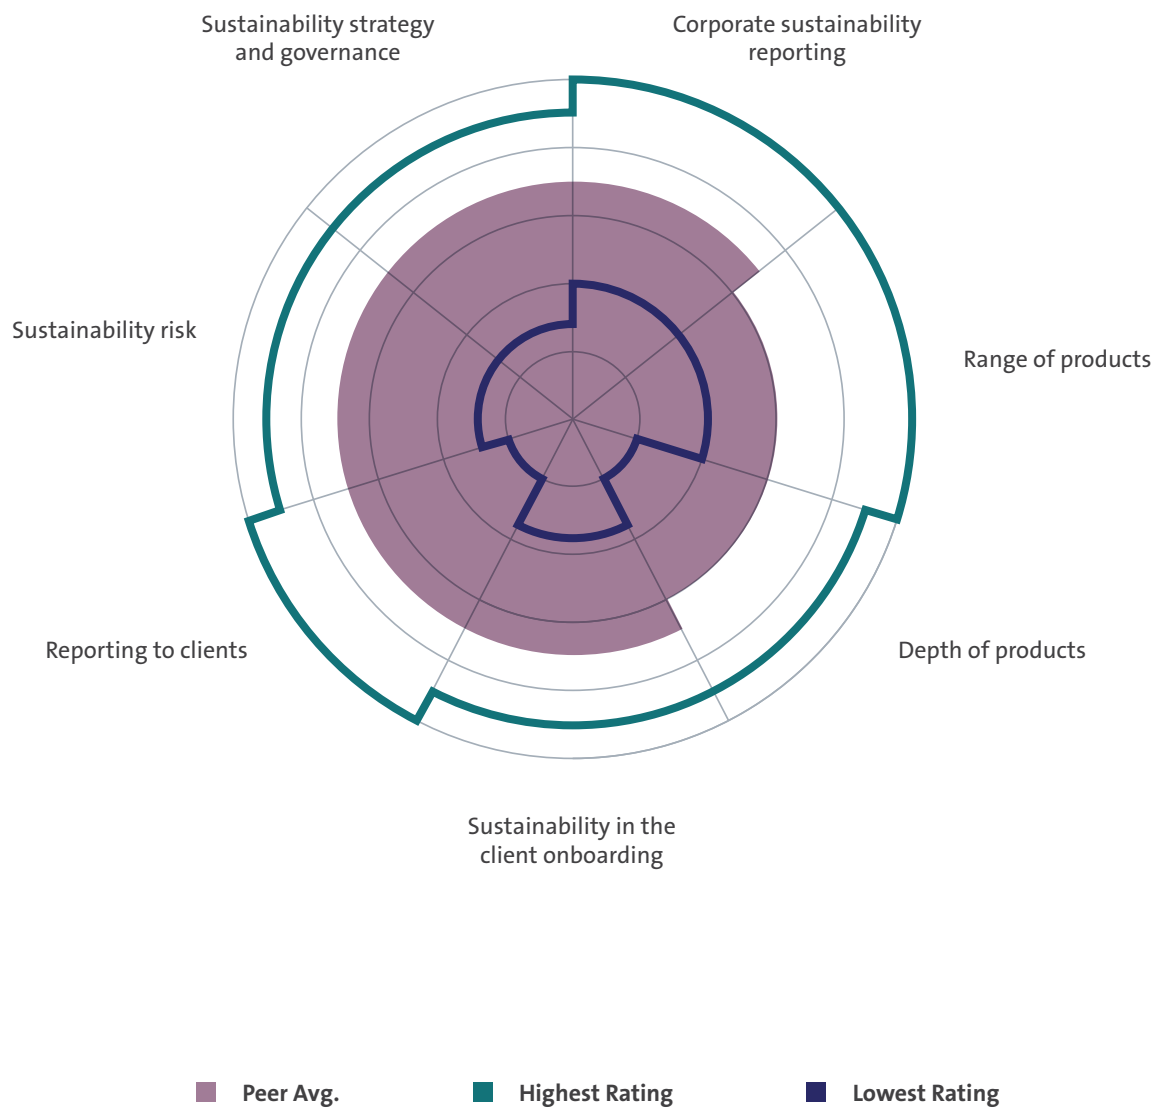 Sustainability strategy
and governance
Corporate sustainability
reporting
Sustainability risk
Range of products
Reporting to clients
Depth of products
Sustainability in the
client onboarding
Peer Avg.
Highest Rating
Lowest Rating